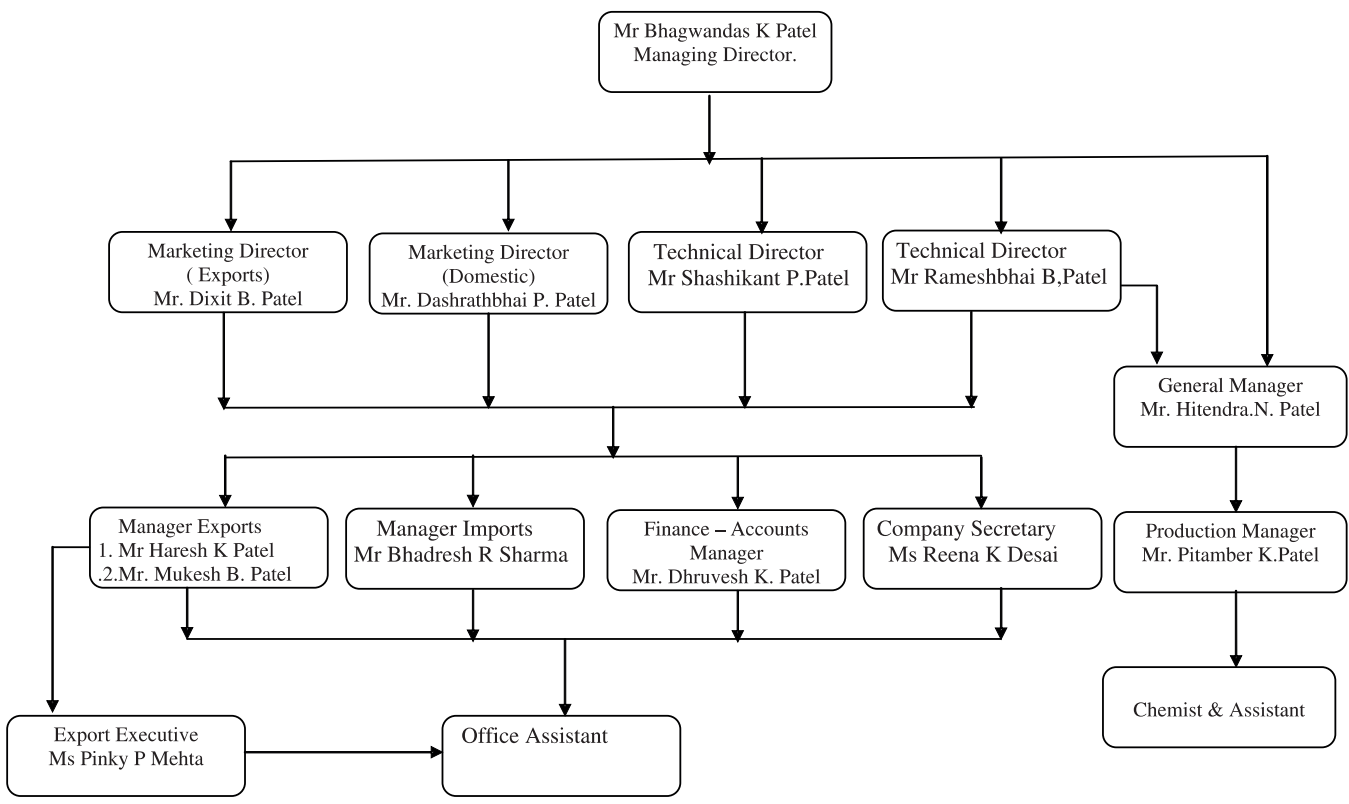 Mr Bhagwandas K Patel
Managing Director.
Marketing Director
( Exports)
Mr. Dixit B. Patel
Marketing Director
(Domestic)
Mr. Dashrathbhai P. Patel
Technical Director
Mr Shashikant P.Patel
Technical Director
Mr Rameshbhai B,Patel
General Manager
Mr. Hitendra.N. Patel
Manager Exports
1. Mr Haresh K Patel
.2.Mr. Mukesh B. Patel
Manager Imports
Mr Bhadresh R Sharma
Finance – Accounts
Manager
Mr. Dhruvesh K. Patel
Company Secretary
Ms Reena K Desai
Production Manager
Mr. Pitamber K.Patel
Chemist & Assistant
Export Executive
Ms Pinky P Mehta
Office Assistant